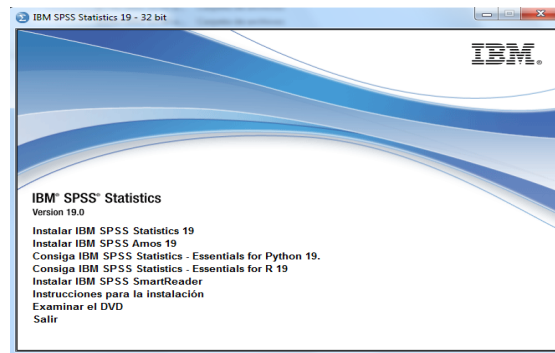 IBM SPSS Statistics 19 - 32 bit
IBM®
IBM® SPSS® Statistics
Version 19.0
Instalar IBM SPSS Statistics 19
Instalar IBM SPSS Amos 19
Consiga IBM SPSS Statistics - Essentials for Python 19.
Consiga IBM SPSS Statistics - Essentials for R 19
Instalar IBM SPSS SmartReader
Instrucciones para la instalación
Examinar el DVD
Salir